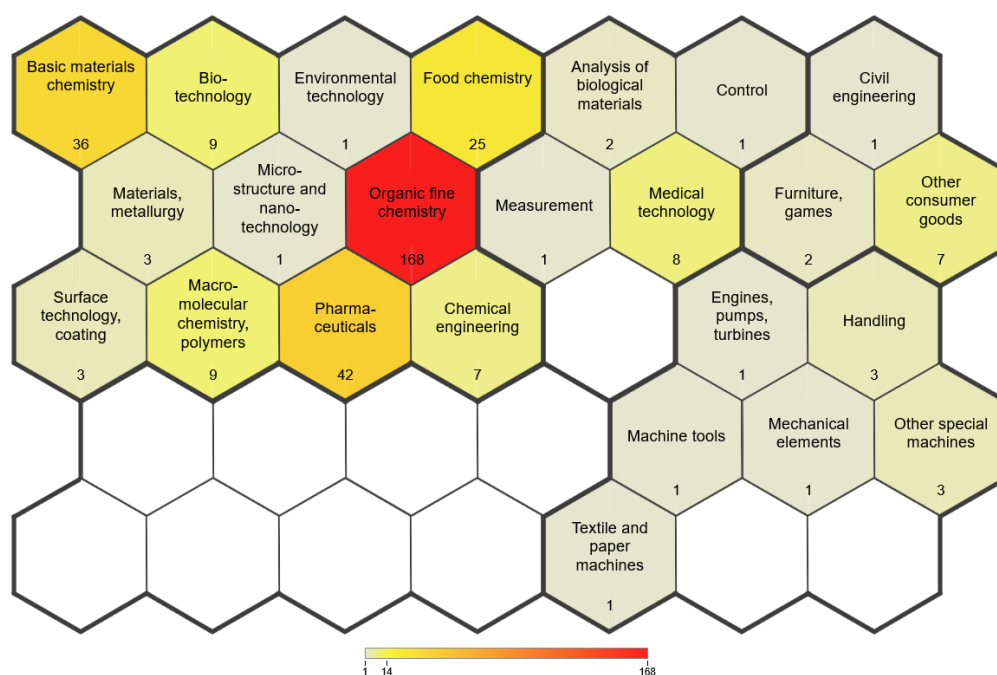 Basic materials
chemistry
36
Bio-
technology
9
Environmental
technology
1
Food chemistry
25
Analysis of
biological
materials
2
Control
1
Civil
engineering
1
Materials,
metallurgy
3
Micro-
structure and
nano-
technology
1
Organic fine
chemistry
168
Measurement
1
Medical
technology
8
Furniture,
games
2
Other
consumer
goods
7
Surface
technology,
coating
3
Macro-
molecular
chemistry,
polymers
9
Pharma-
ceuticals
42
Chemical
engineering
7
Engines,
pumps,
turbines
1
Handling
3
Machine tools
1
Mechanical
elements
1
Other special
machines
3
Textile and
paper
machines
1
1 14 168